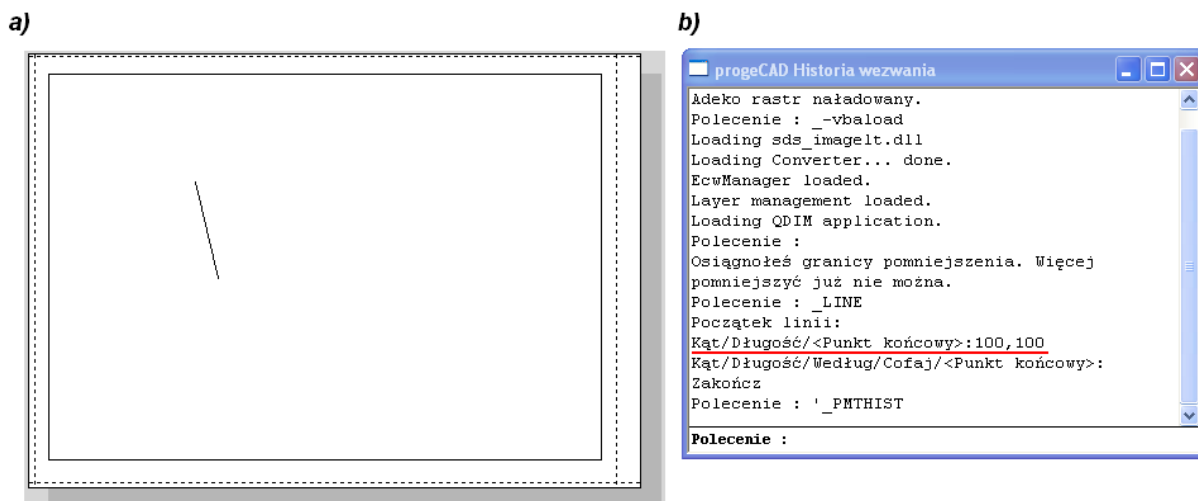 a)
b)
progeCAD Historia wezwania
Adeko rastr naładowany.
Polecenie : _-vbaload
Loading sds_imagelt.dll
Loading Converter... done.
EcwManager loaded.
Layer management loaded.
Loading QDIM application.
Polecenie :
Osiągnołeś granicy pomniejszenia. Więcej
pomniejszyć już nie można.
Polecenie : _LINE
Początek linii:
Kąt/Długość/<Punkt końcowy>:100,100
Kąt/Długość/Według/Cofaj/<Punkt końcowy>:
Zakończ
Polecenie : '_PMTHIST
Polecenie :